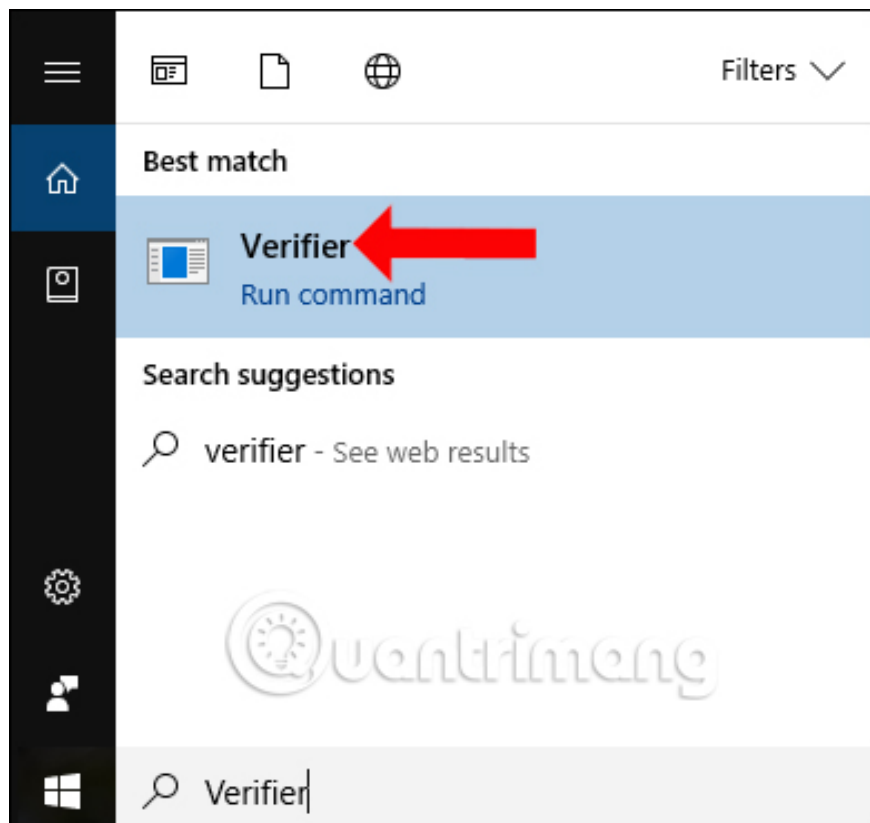 Filters
Best match
Verifier
Run command
Search suggestions
verifier - See web results
Quantrimang
Verifier